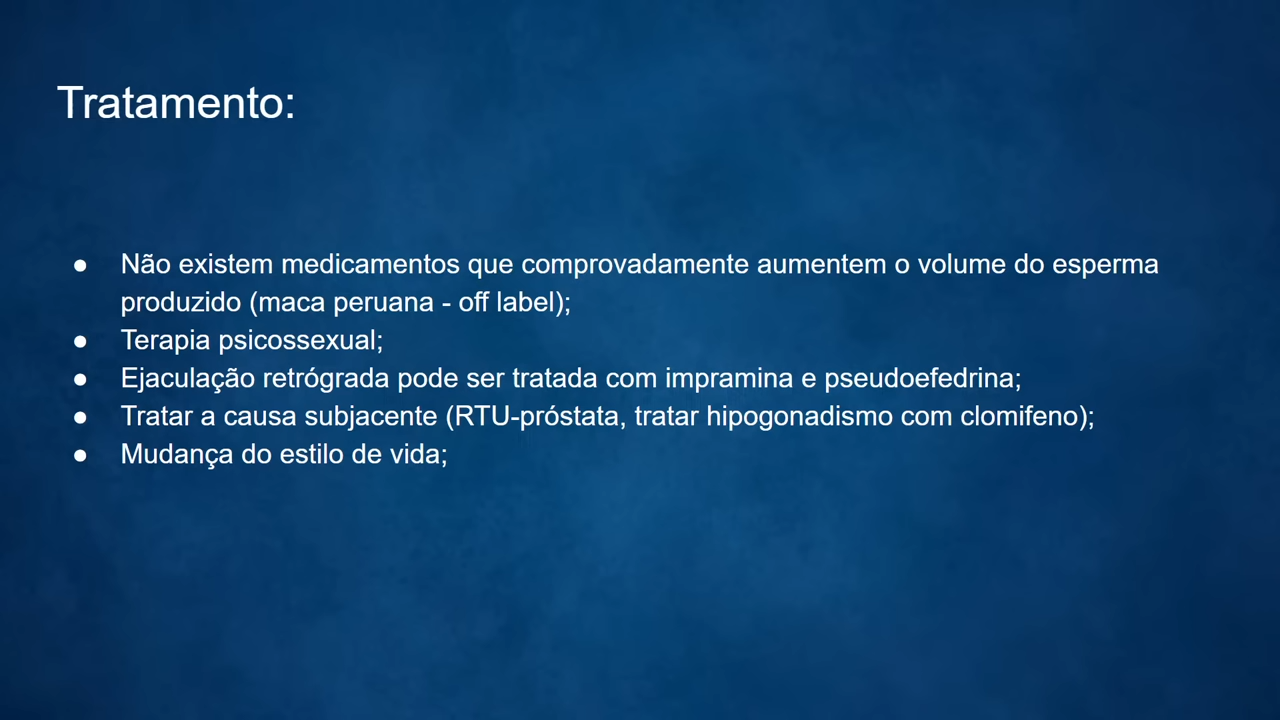 Tratamento:
● Não existem medicamentos que comprovadamente aumentem o volume do esperma
produzido (maca peruana - off label);
● Terapia psicossexual;
● Ejaculação retrógrada pode ser tratada com impramina e pseudoefedrina;
● Tratar a causa subjacente (RTU-próstata, tratar hipogonadismo com clomifeno);
● Mudança do estilo de vida;